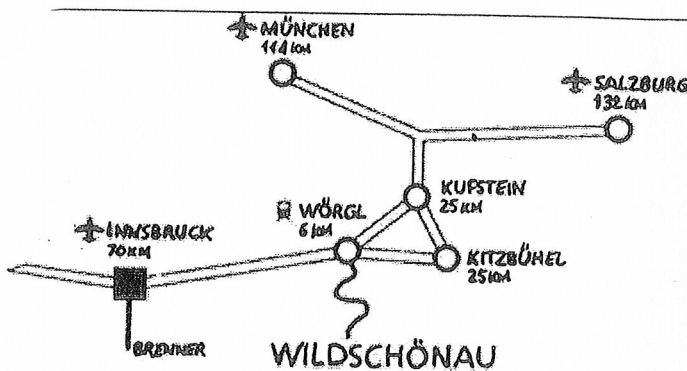 MÜNCHEN
114 KM
SALZBURG
132 KM
KUFSTEIN
25 KM
WÖRGL
6 KM
INNSBRUCK
70 KM
KITZBÜHEL
25 KM
BRENNER
WILDSCHÖNAU